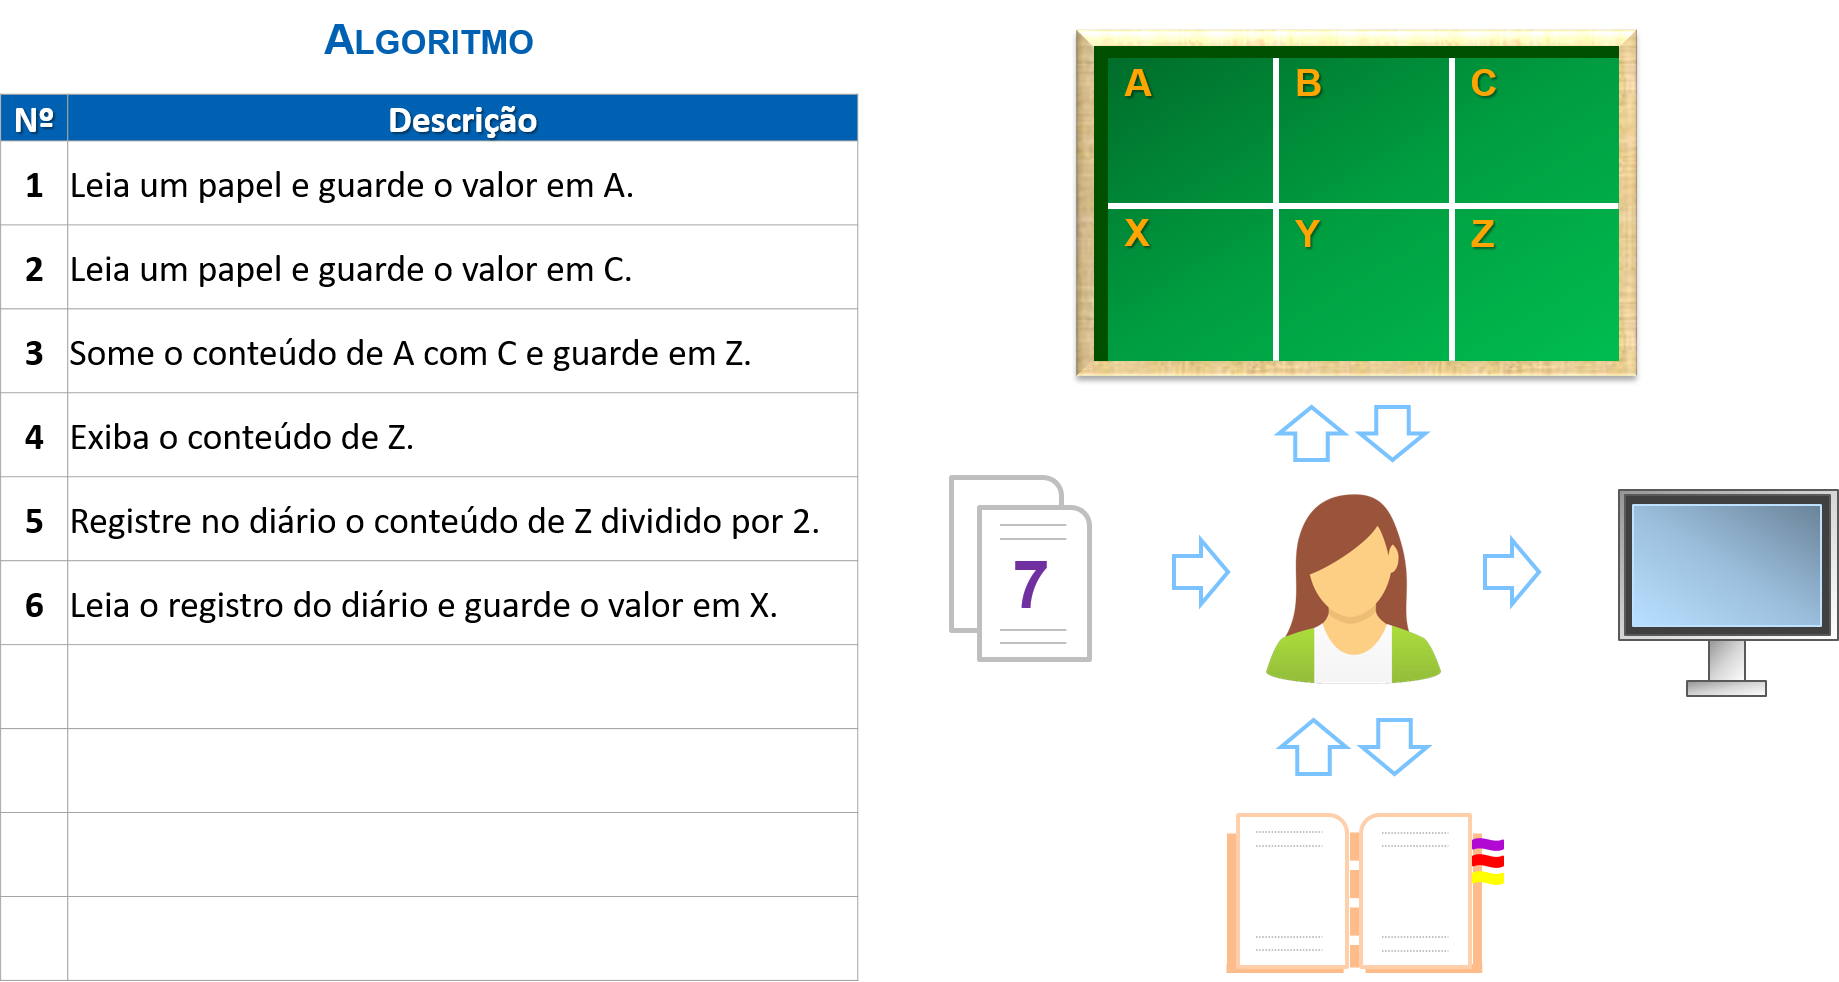 ALGORITMO
Nº Descrição
1 Leia um papel e guarde o valor em A.
2 Leia um papel e guarde o valor em C.
3 Some o conteúdo de A com C e guarde em Z.
4 Exiba o conteúdo de Z.
5 Registre no diário o conteúdo de Z dividido por 2.
6 Leia o registro do diário e guarde o valor em X.
A B C
X Y Z
7